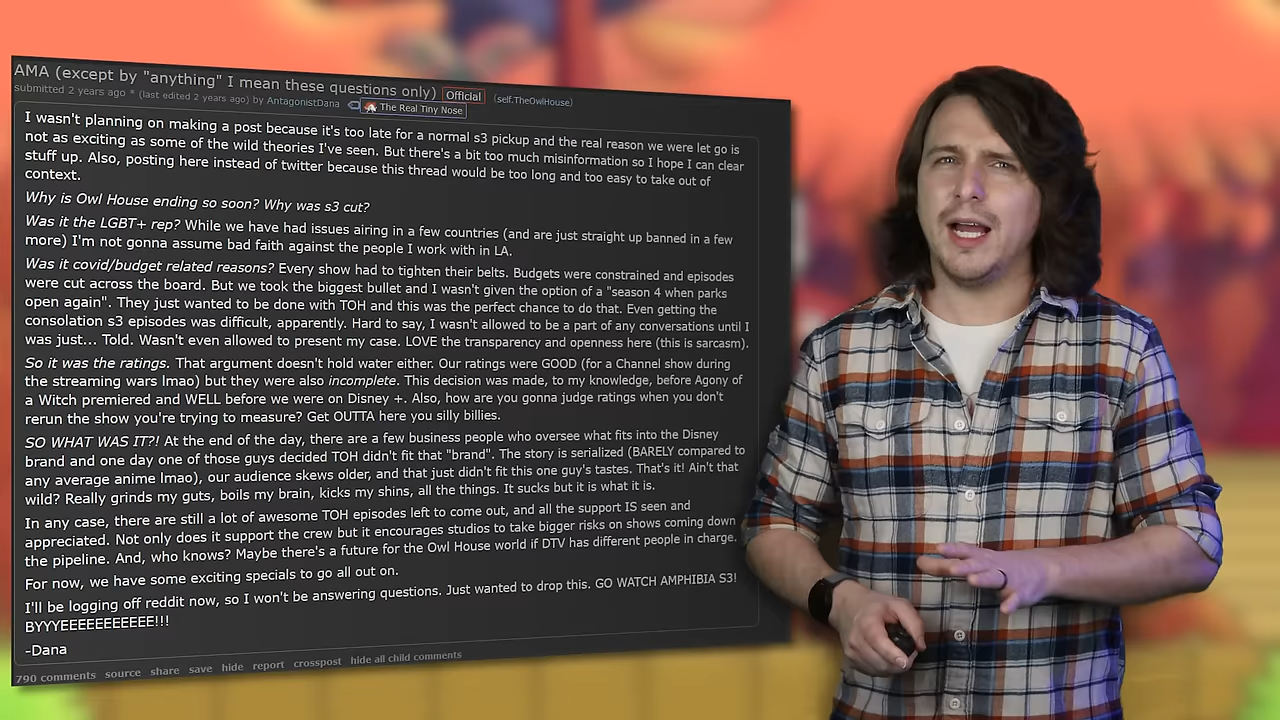 AMA (except by "anything" I mean these questions only) Official (self.TheOwlHouse)
submitted 2 years ago * (last edited 2 years ago) by AntagonistDana The Real Tiny Nose
I wasn't planning on making a post because it's too late for a normal s3 pickup and the real reason we were let go is
not as exciting as some of the wild theories I've seen. But there's a bit too much misinformation so I hope I can clear
stuff up. Also, posting here instead of twitter because this thread would be too long and too easy to take out of
context.
Why is Owl House ending so soon? Why was s3 cut?
Was it the LGBT+ rep? While we have had issues airing in a few countries (and are just straight up banned in a few
more) I'm not gonna assume bad faith against the people I work with in LA.
Was it covid/budget related reasons? Every show had to tighten their belts. Budgets were constrained and episodes
were cut across the board. But we took the biggest bullet and I wasn't given the option of a "season 4 when parks
open again". They just wanted to be done with TOH and this was the perfect chance to do that. Even getting the
consolation s3 episodes was difficult, apparently. Hard to say, I wasn't allowed to be a part of any conversations until I
was just... Told. Wasn't even allowed to present my case. LOVE the transparency and openness here (this is sarcasm).
So it was the ratings. That argument doesn't hold water either. Our ratings were GOOD (for a Channel show during
the streaming wars lmao) but they were also incomplete. This decision was made, to my knowledge, before Agony of
a Witch premiered and WELL before we were on Disney +. Also, how are you gonna judge ratings when you don't
rerun the show you're trying to measure? Get OUTTA here you silly billies.
SO WHAT WAS IT?! At the end of the day, there are a few business people who oversee what fits into the Disney
brand and one day one of those guys decided TOH didn't fit that "brand". The story is serialized (BARELY compared to
any average anime lmao), our audience skews older, and that just didn't fit this one guy's tastes. That's it! Ain't that
wild? Really grinds my guts, boils my brain, kicks my shins, all the things. It sucks but it is what it is.
In any case, there are still a lot of awesome TOH episodes left to come out, and all the support IS seen and
appreciated. Not only does it support the crew but it encourages studios to take bigger risks on shows coming down
the pipeline. And, who knows? Maybe there's a future for the Owl House world if DTV has different people in charge.
For now, we have some exciting specials to go all out on.
I'll be logging off reddit now, so I won't be answering questions. Just wanted to drop this. GO WATCH AMPHIBIA S3!
BYYYEEEEEEEEEEE!!!
-Dana
790 comments source share save hide report crosspost hide all child comments